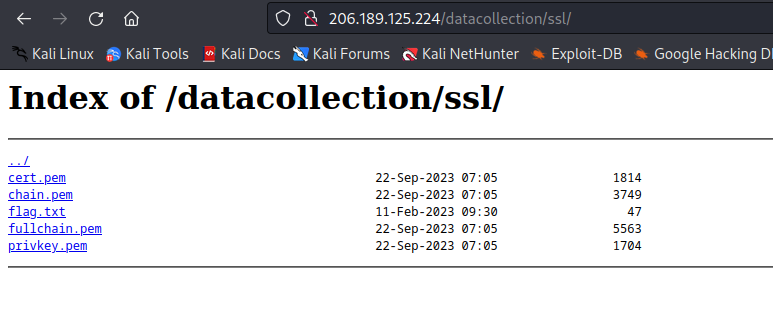 206.189.125.224/datacollection/ssl/
Kali Linux Kali Tools Kali Docs Kali Forums Kali NetHunter Exploit-DB Google Hacking
Index of /datacollection/ssl/
../
cert.pem 22-Sep-2023 07:05 1814
chain.pem 22-Sep-2023 07:05 3749
flag.txt 11-Feb-2023 09:30 47
fullchain.pem 22-Sep-2023 07:05 5563
privkey.pem 22-Sep-2023 07:05 1704